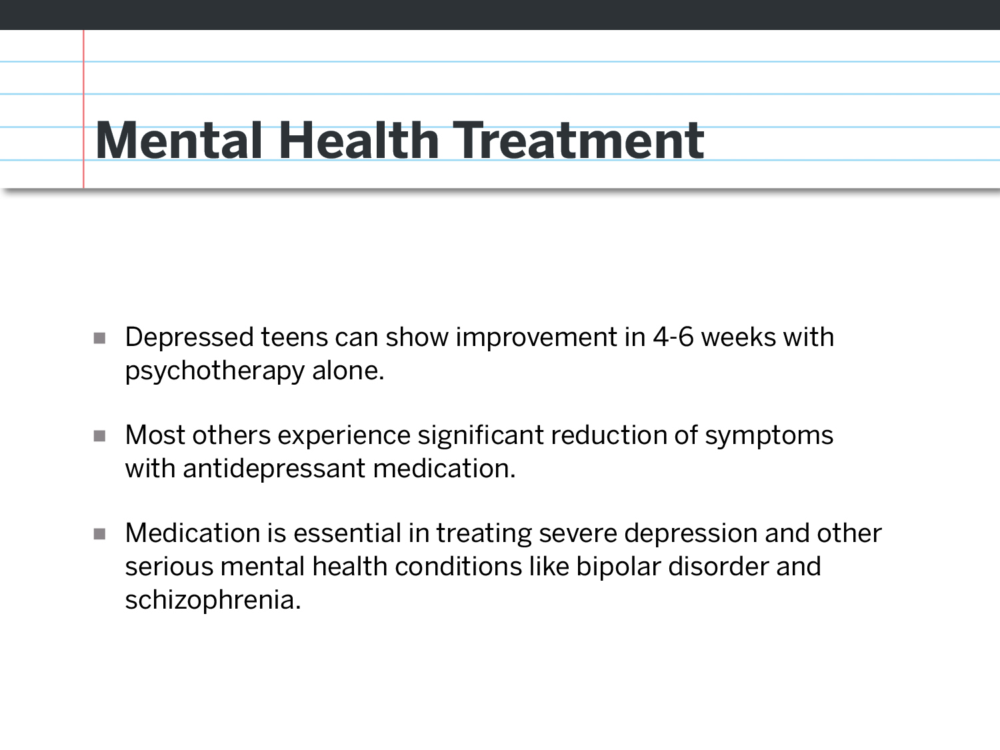 Mental Health Treatment
■ Depressed teens can show improvement in 4-6 weeks with
psychotherapy alone.
■ Most others experience significant reduction of symptoms
with antidepressant medication.
■ Medication is essential in treating severe depression and other
serious mental health conditions like bipolar disorder and
schizophrenia.